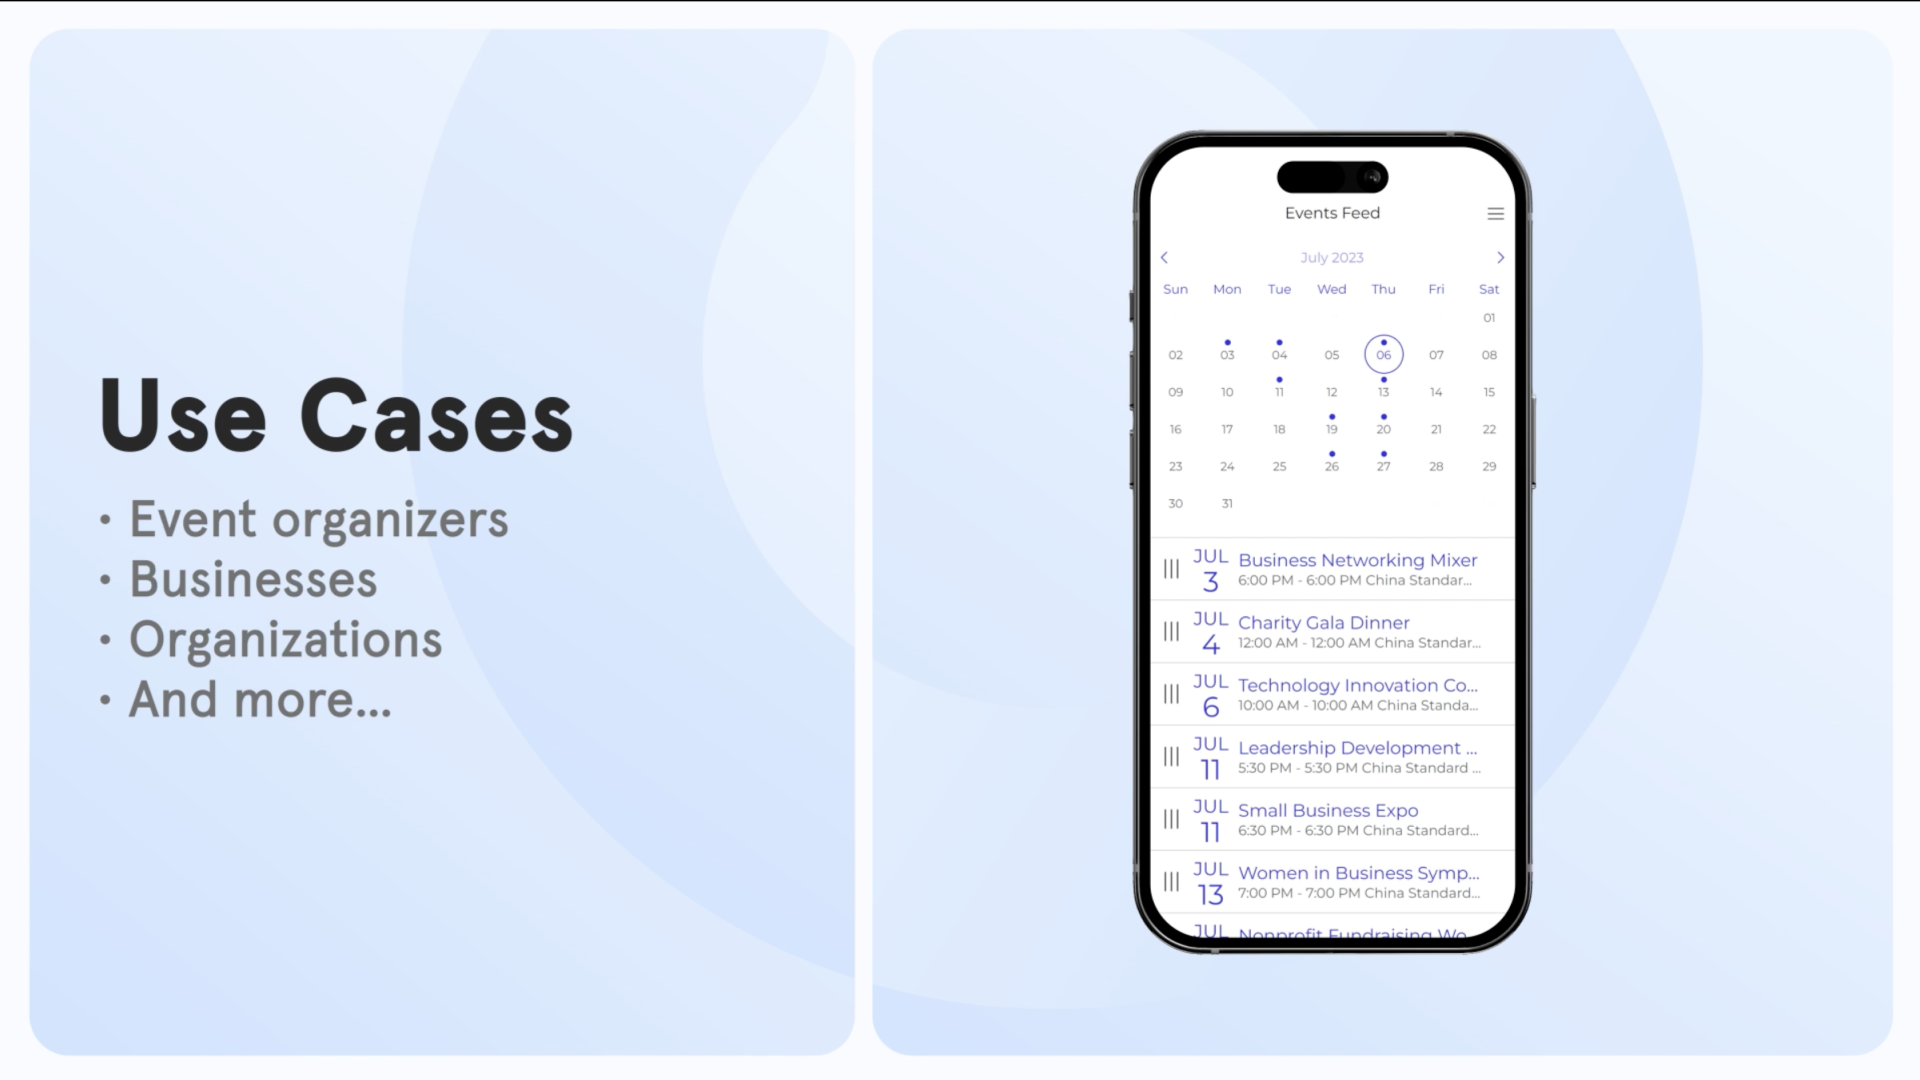 Use Cases
• Event organizers
• Businesses
• Organizations
• And more...
Events Feed
July 2023
Sun Mon Tue Wed Thu Fri Sat
01
02 03 04 05 06 07 08
09 10 11 12 13 14 15
16 17 18 19 20 21 22
23 24 25 26 27 28 29
30 31
JUL 3 Business Networking Mixer
6:00 PM - 6:00 PM China Standar...
JUL 4 Charity Gala Dinner
12:00 AM - 12:00 AM China Standar...
JUL 6 Technology Innovation Co...
10:00 AM - 10:00 AM China Standa...
JUL 11 Leadership Development ...
5:30 PM - 5:30 PM China Standard ...
JUL 11 Small Business Expo
6:30 PM - 6:30 PM China Standard...
JUL 13 Women in Business Symp...
7:00 PM - 7:00 PM China Standard...
JUL Nonprofit Fundraising Wo